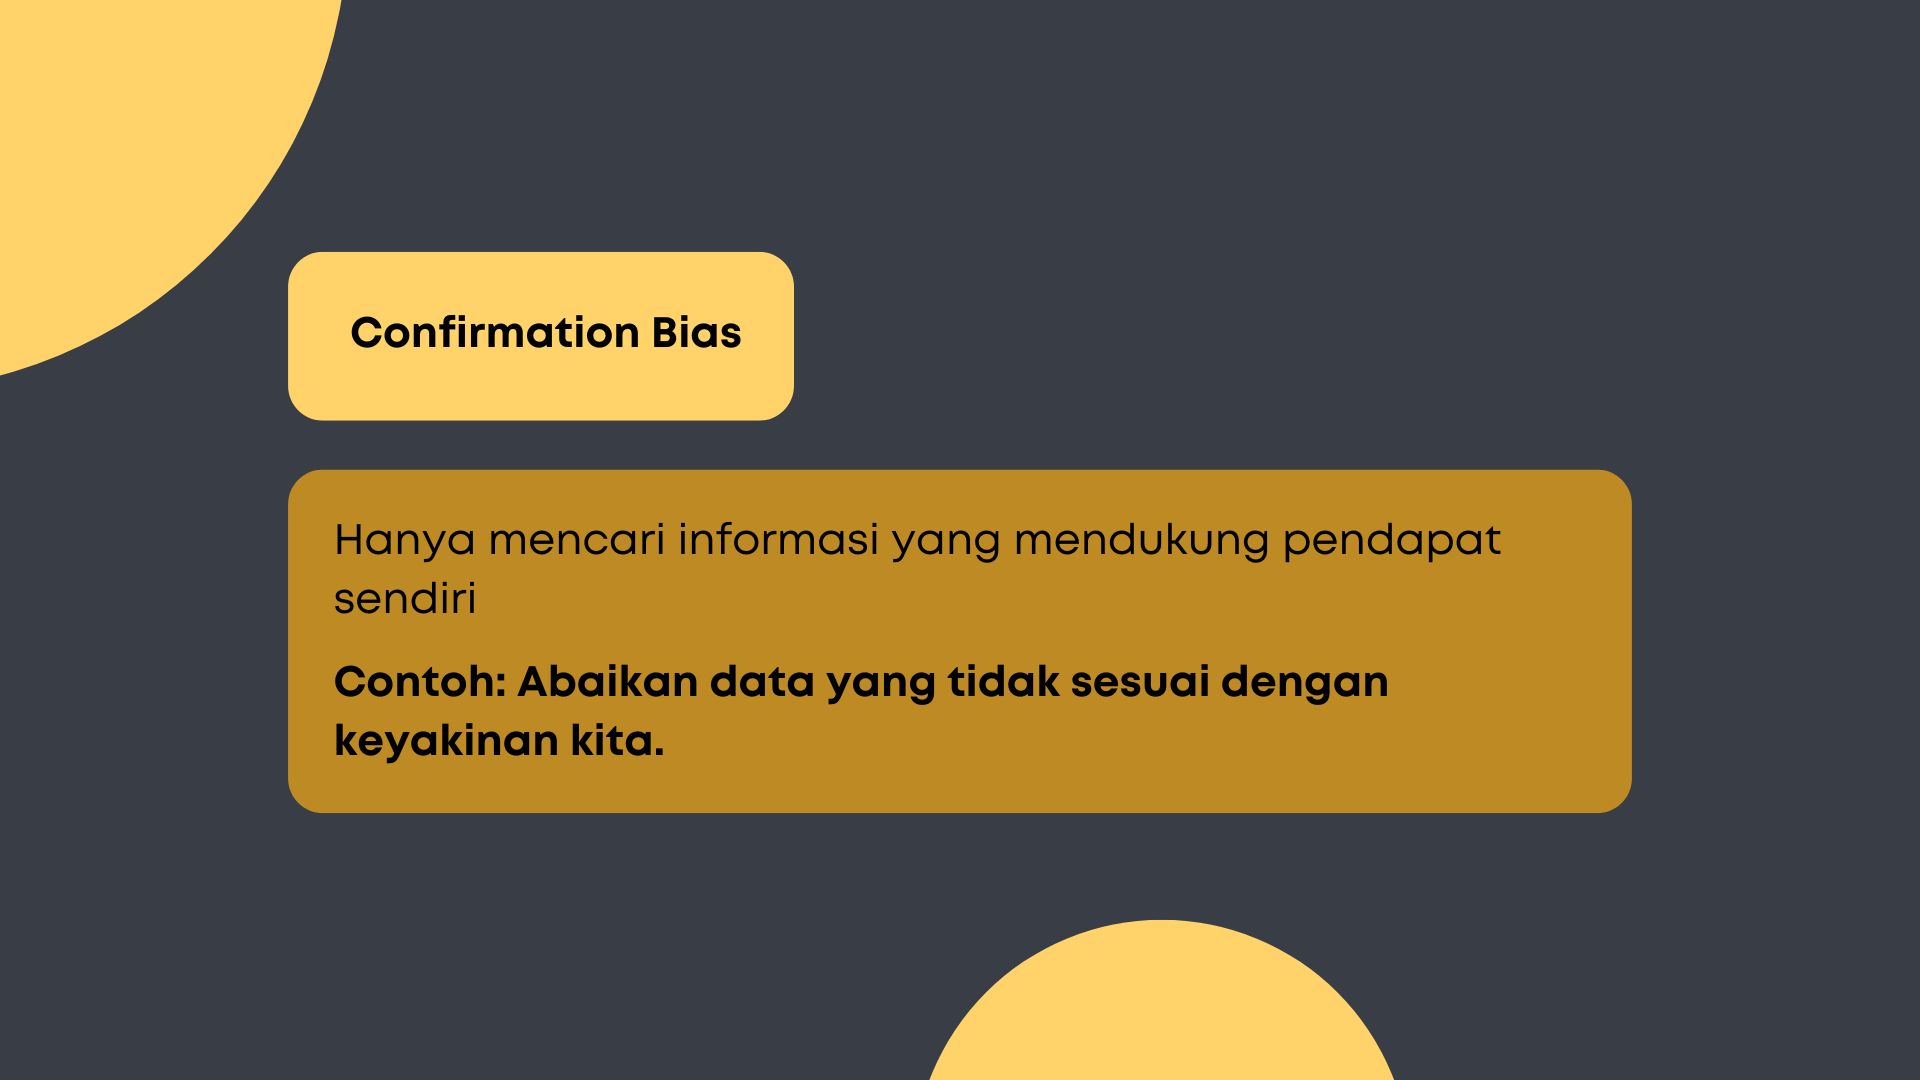 Confirmation Bias
Hanya mencari informasi yang mendukung pendapat
sendiri
Contoh: Abaikan data yang tidak sesuai dengan
keyakinan kita.